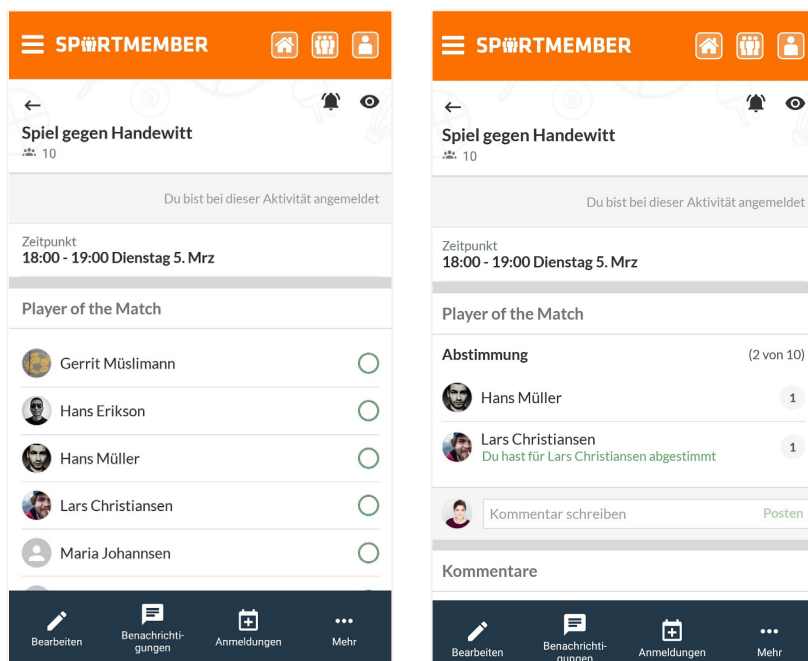 SPORTMEMBER
Spiel gegen Handewitt
10
Du bist bei dieser Aktivität angemeldet
Zeitpunkt
18:00 - 19:00 Dienstag 5. Mrz
Player of the Match
Gerrit Müslimann
Hans Erikson
Hans Müller
Lars Christiansen
Maria Johannsen
Bearbeiten
Benachrichti-
gungen
Anmeldungen
Mehr
SPORTMEMBER
Spiel gegen Handewitt
10
Du bist bei dieser Aktivität angemeldet
Zeitpunkt
18:00 - 19:00 Dienstag 5. Mrz
Player of the Match
Abstimmung (2 von 10)
Hans Müller 1
Lars Christiansen 1
Du hast für Lars Christiansen abgestimmt
Kommentar schreiben Posten
Kommentare
Bearbeiten
Benachrichti-
gungen
Anmeldungen
Mehr